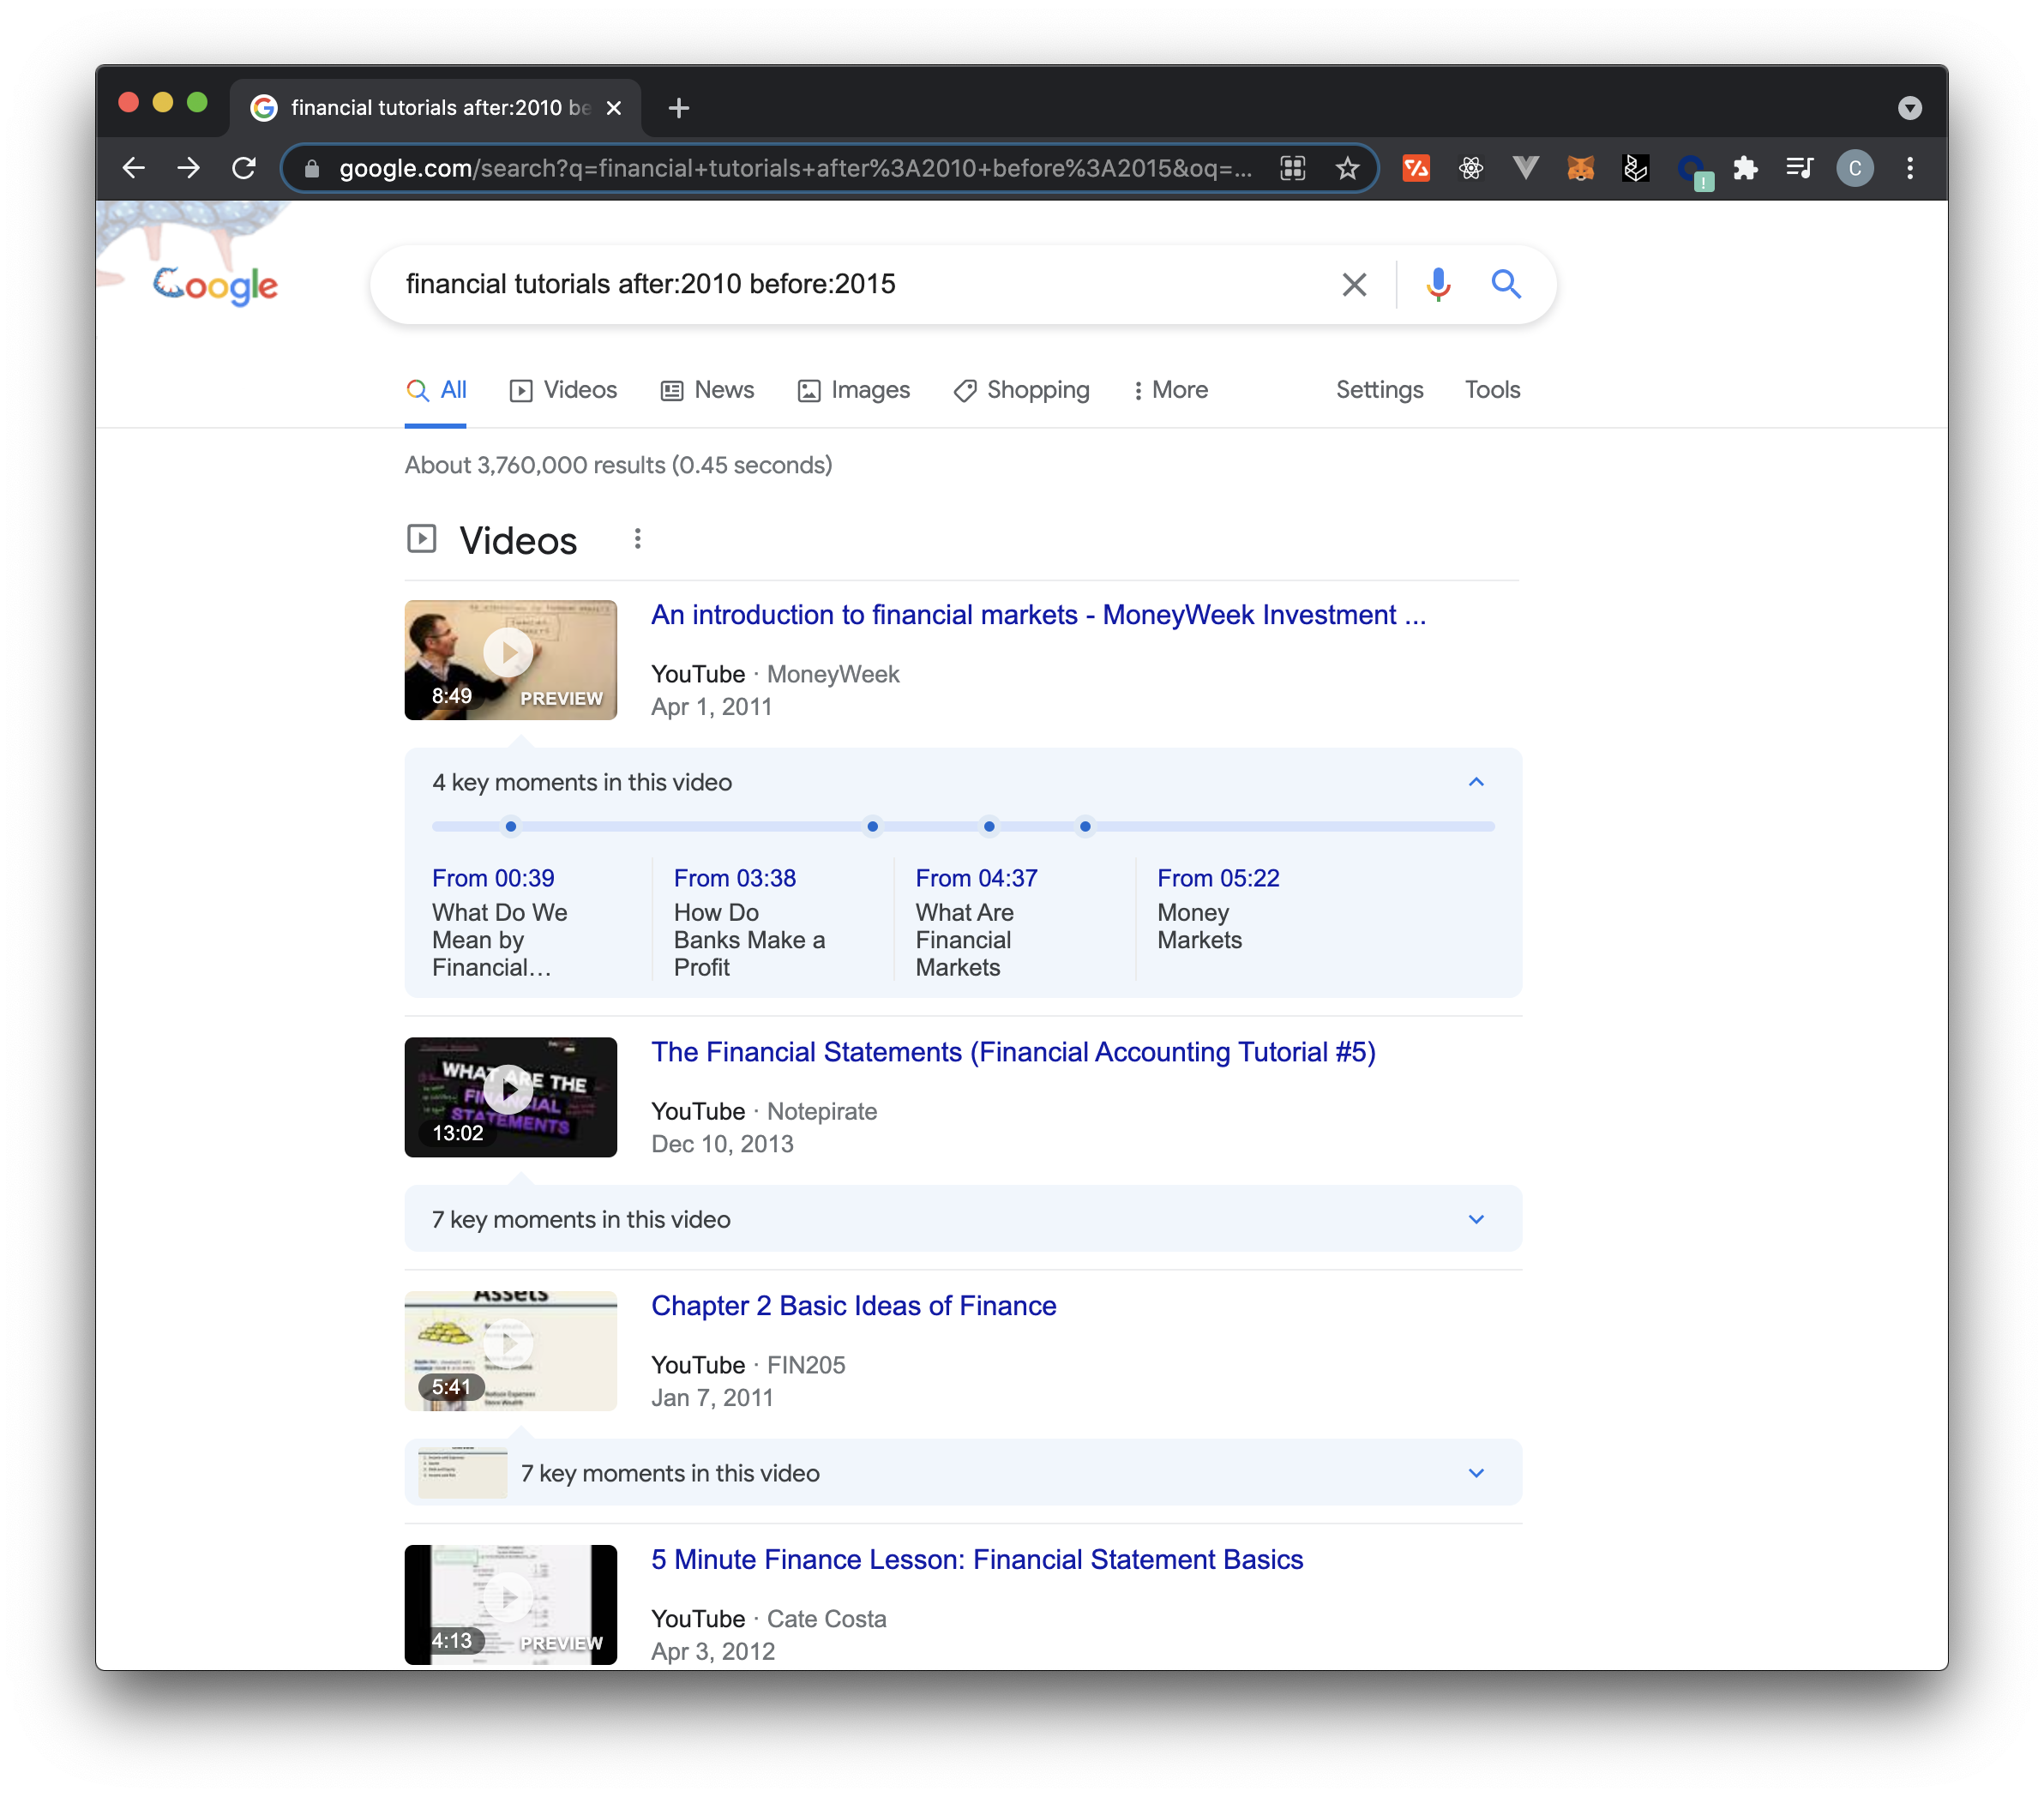 financial tutorials after:2010 be
google.com/search?q=financial+tutorials+after%3A2010+before%3A2015&oq=...
C
Google
financial tutorials after:2010 before:2015
All Videos News Images Shopping More Settings Tools
About 3,760,000 results (0.45 seconds)
Videos
An introduction to financial markets - MoneyWeek Investment ...
YouTube · MoneyWeek
Apr 1, 2011
8:49 PREVIEW
4 key moments in this video
From 00:39
What Do We
Mean by
Financial…
From 03:38
How Do
Banks Make a
Profit
From 04:37
What Are
Financial
Markets
From 05:22
Money
Markets
WHAT ARE THE
FINANCIAL
STATEMENTS
13:02
The Financial Statements (Financial Accounting Tutorial #5)
YouTube · Notepirate
Dec 10, 2013
7 key moments in this video
Assets
5:41
Chapter 2 Basic Ideas of Finance
YouTube · FIN205
Jan 7, 2011
7 key moments in this video
4:13 PREVIEW
5 Minute Finance Lesson: Financial Statement Basics
YouTube · Cate Costa
Apr 3, 2012